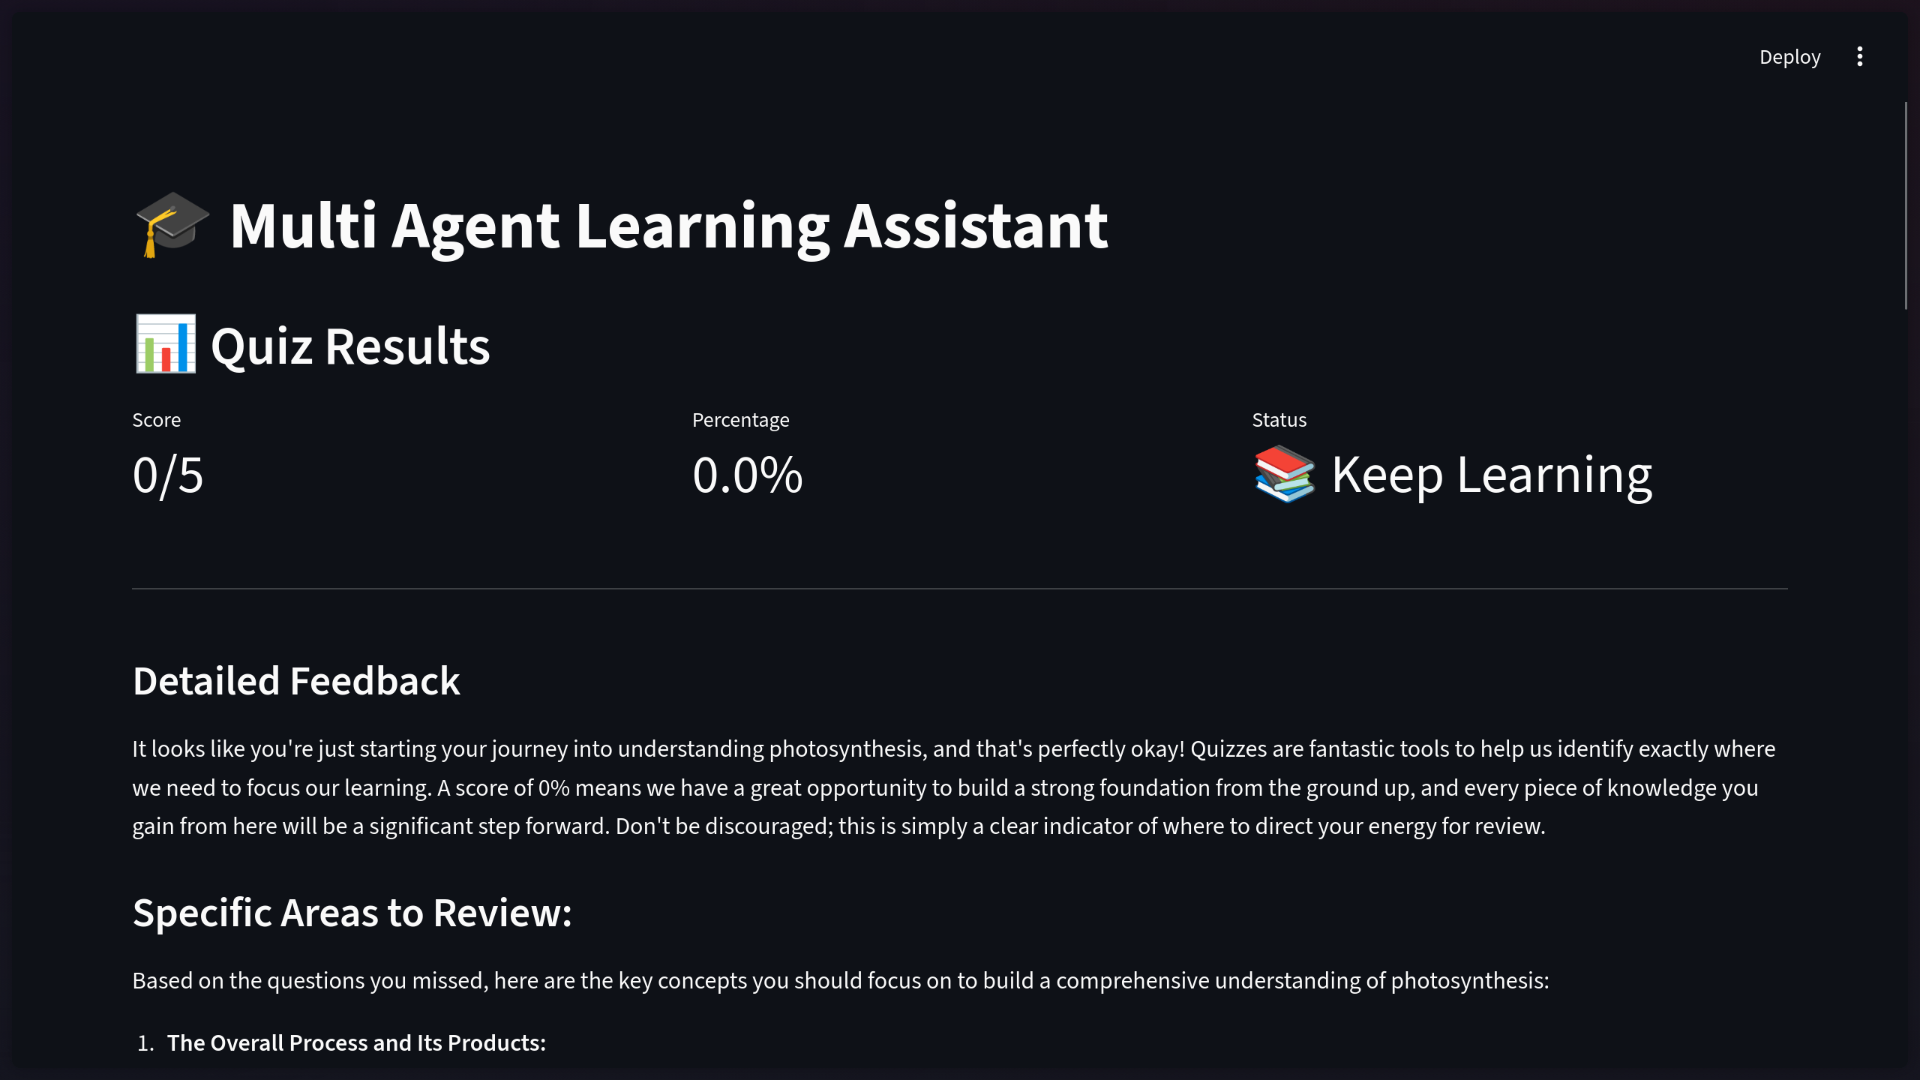 Deploy
🎓 Multi Agent Learning Assistant
📊 Quiz Results
Score
Percentage
Status
0/5
0.0%
📚 Keep Learning
Detailed Feedback
It looks like you're just starting your journey into understanding photosynthesis, and that's perfectly okay! Quizzes are fantastic tools to help us identify exactly where
we need to focus our learning. A score of 0% means we have a great opportunity to build a strong foundation from the ground up, and every piece of knowledge you
gain from here will be a significant step forward. Don't be discouraged; this is simply a clear indicator of where to direct your energy for review.
Specific Areas to Review:
Based on the questions you missed, here are the key concepts you should focus on to build a comprehensive understanding of photosynthesis:
1. The Overall Process and Its Products: